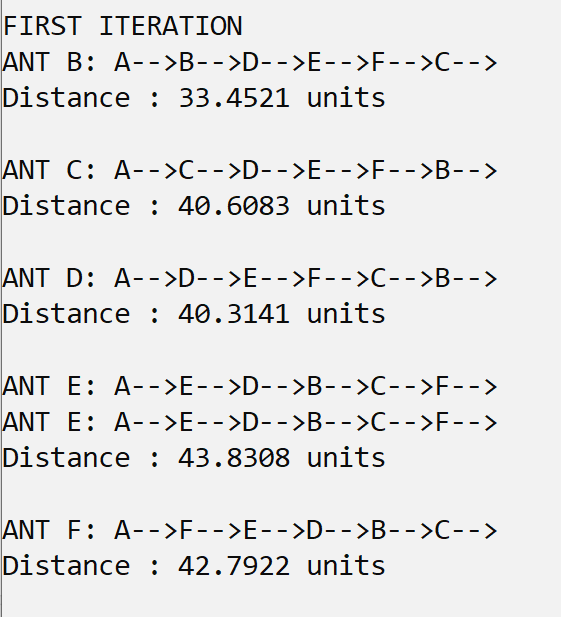 FIRST ITERATION
ANT B: A-->B-->D-->E-->F-->C-->
Distance : 33.4521 units
ANT C: A-->C-->D-->E-->F-->B-->
Distance : 40.6083 units
ANT D: A-->D-->E-->F-->C-->B-->
Distance : 40.3141 units
ANT E: A-->E-->D-->B-->C-->F-->
ANT E: A-->E-->D-->B-->C-->F-->
Distance : 43.8308 units
ANT F: A-->F-->E-->D-->B-->C-->
Distance : 42.7922 units